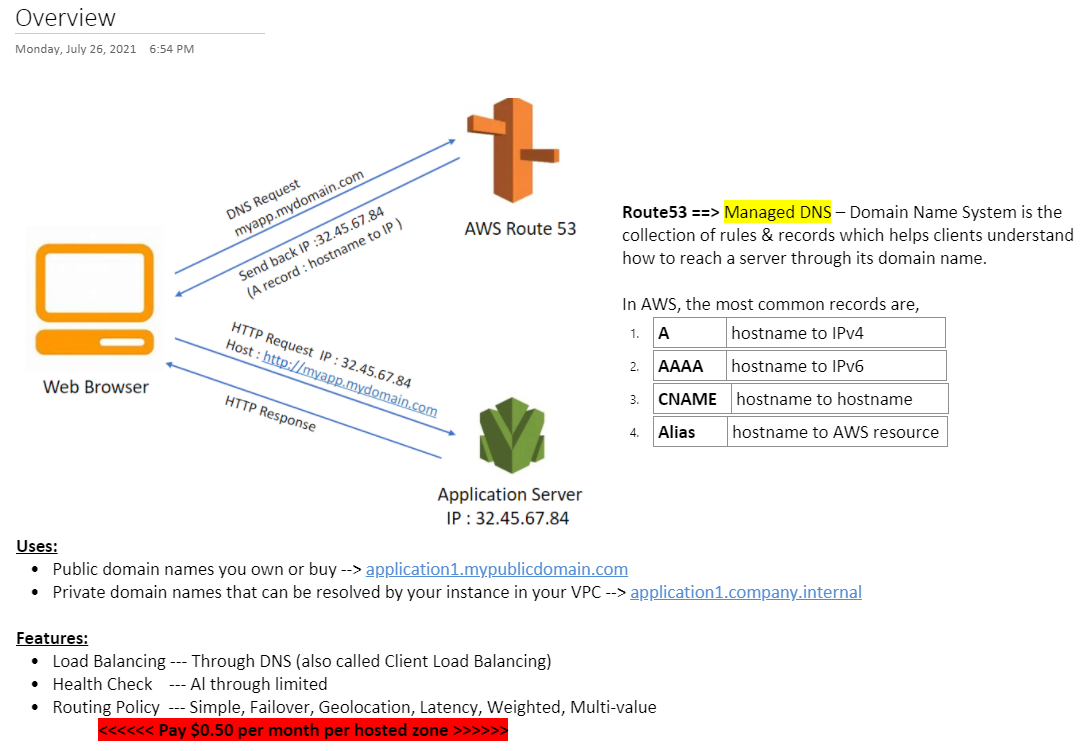 Overview
Monday, July 26, 2021 6:54 PM
DNS Request
myapp.mydomain.com
Send back IP :32.45.67.84
(A record : hostname to IP )
AWS Route 53
Web Browser
HTTP Request IP : 32.45.67.84
Host : http://myapp.mydomain.com
HTTP Response
Application Server
IP : 32.45.67.84
Route53 ==> Managed DNS – Domain Name System is the
collection of rules & records which helps clients understand
how to reach a server through its domain name.
In AWS, the most common records are,
1. A hostname to IPv4
2. AAAA hostname to IPv6
3. CNAME hostname to hostname
4. Alias hostname to AWS resource
Uses:
• Public domain names you own or buy --> application1.mypublicdomain.com
• Private domain names that can be resolved by your instance in your VPC --> application1.company.internal
Features:
• Load Balancing --- Through DNS (also called Client Load Balancing)
• Health Check --- Al through limited
• Routing Policy --- Simple, Failover, Geolocation, Latency, Weighted, Multi-value
<<<<<< Pay $0.50 per month per hosted zone >>>>>>